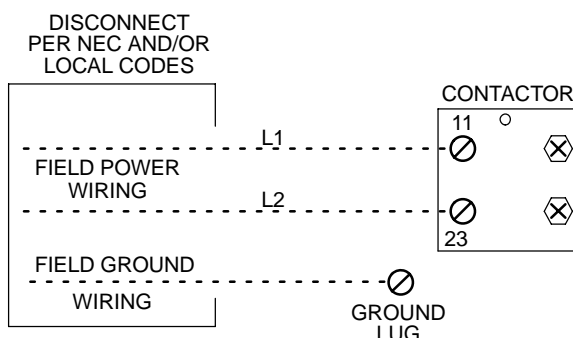 DISCONNECT
PER NEC AND/OR
LOCAL CODES
CONTACTOR
L1
11
FIELD POWER
WIRING
L2
23
FIELD GROUND
WIRING
GROUND
LUG